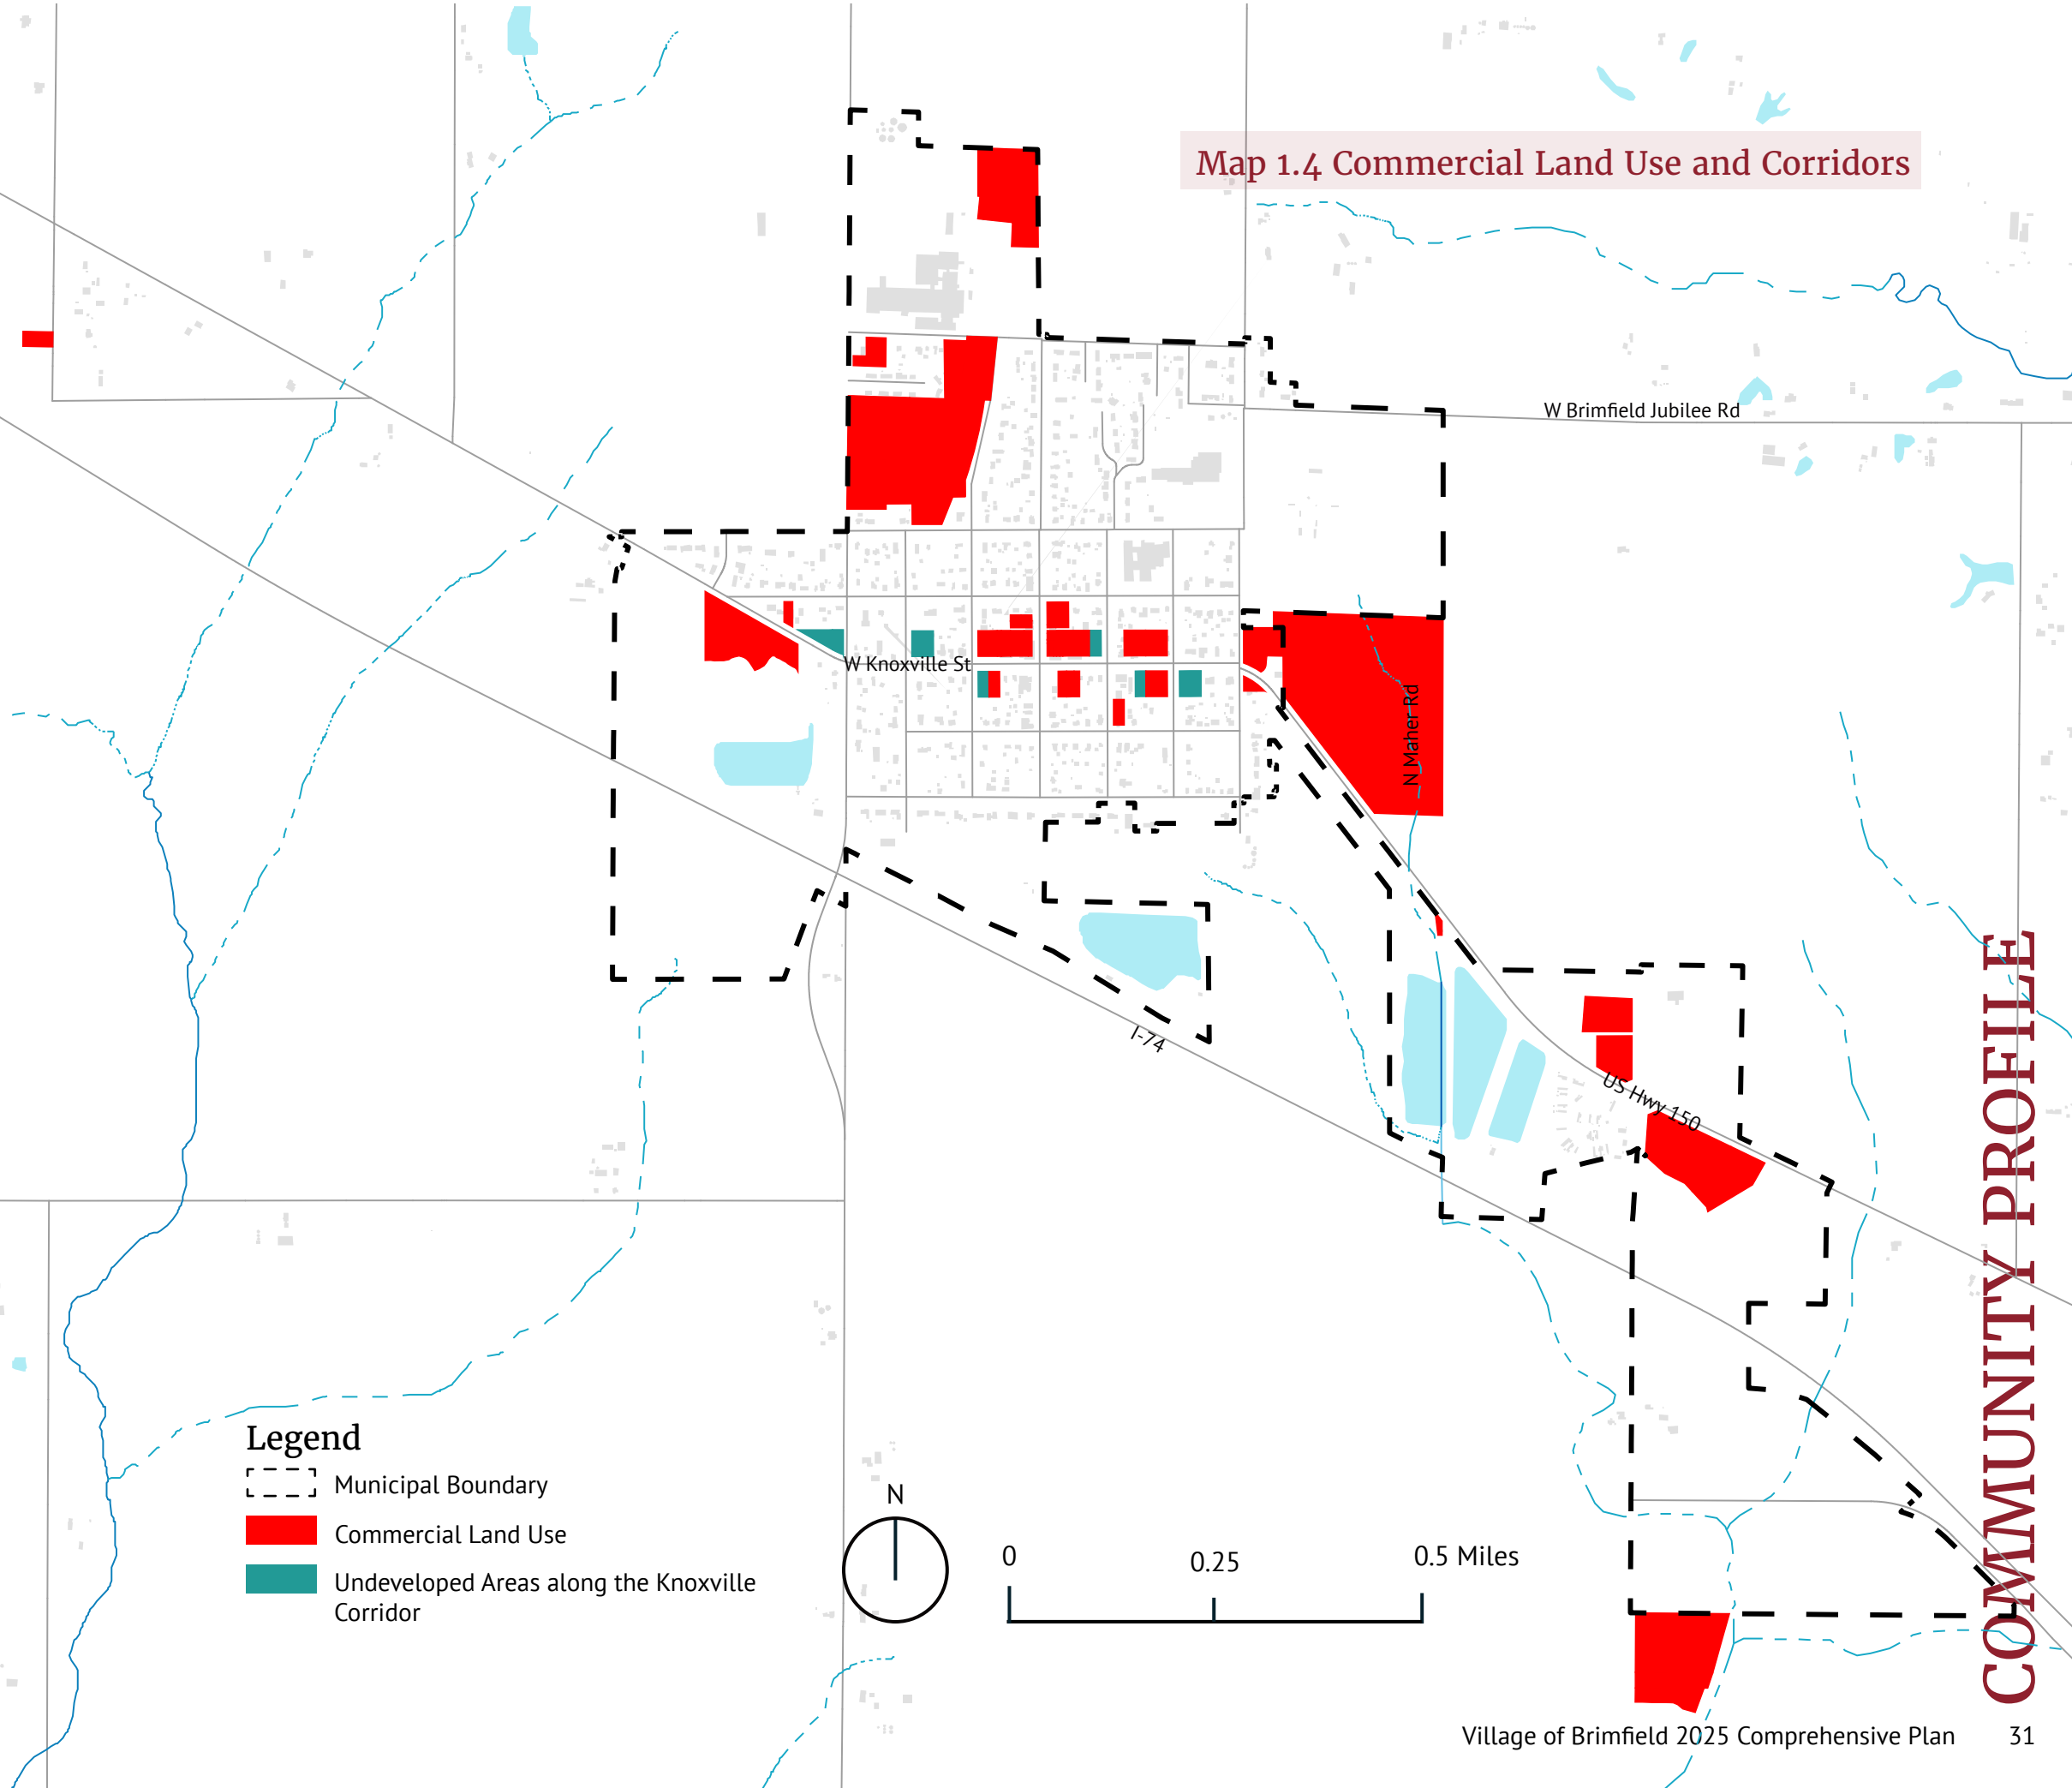 Map 1.4 Commercial Land Use and Corridors
W Brimfield Jubilee Rd
W Knoxville St
N Maher Rd
I-74
US Hwy 150
COMMUNITY PROFILE
Legend
Municipal Boundary
Commercial Land Use
Undeveloped Areas along the Knoxville
Corridor
N
0 0.25 0.5 Miles
Village of Brimfield 2025 Comprehensive Plan 31